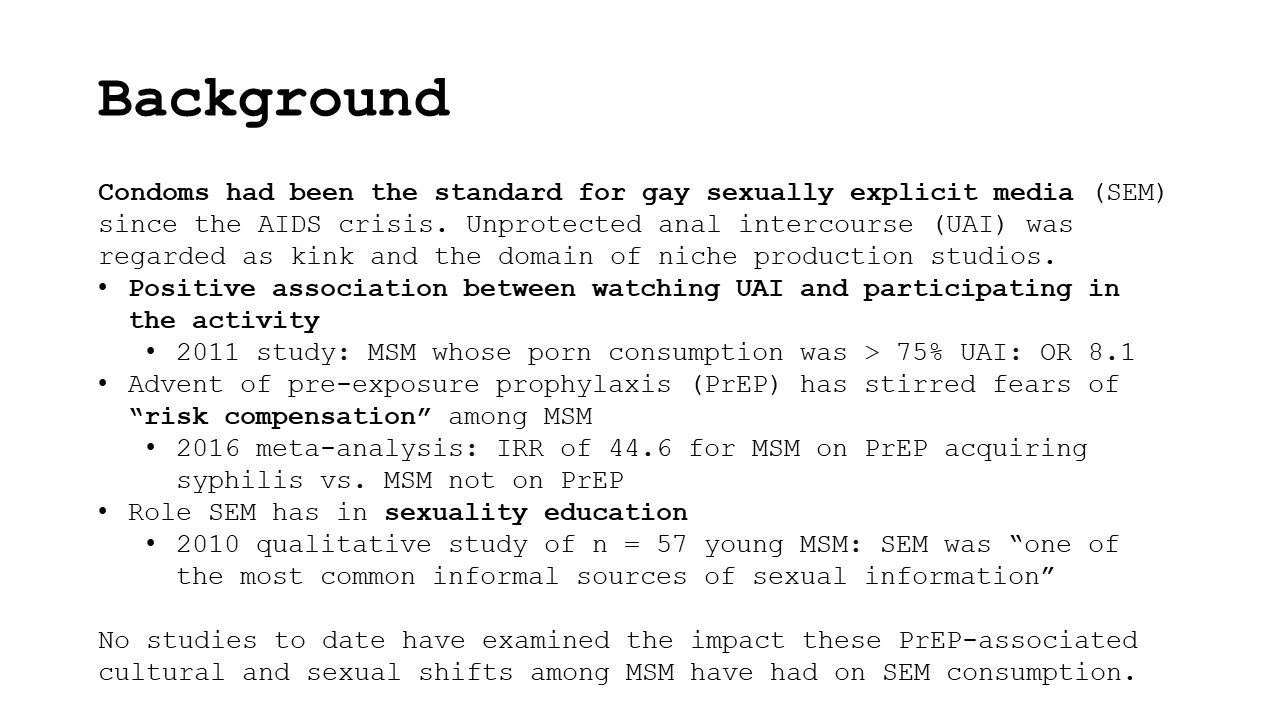 Background
Condoms had been the standard for gay sexually explicit media (SEM)
since the AIDS crisis. Unprotected anal intercourse (UAI) was
regarded as kink and the domain of niche production studios.
• Positive association between watching UAI and participating in
the activity
• 2011 study: MSM whose porn consumption was > 75% UAI: OR 8.1
• Advent of pre-exposure prophylaxis (PrEP) has stirred fears of
“risk compensation” among MSM
• 2016 meta-analysis: IRR of 44.6 for MSM on PrEP acquiring
syphilis vs. MSM not on PrEP
• Role SEM has in sexuality education
• 2010 qualitative study of n = 57 young MSM: SEM was “one of
the most common informal sources of sexual information”
No studies to date have examined the impact these PrEP-associated
cultural and sexual shifts among MSM have had on SEM consumption.